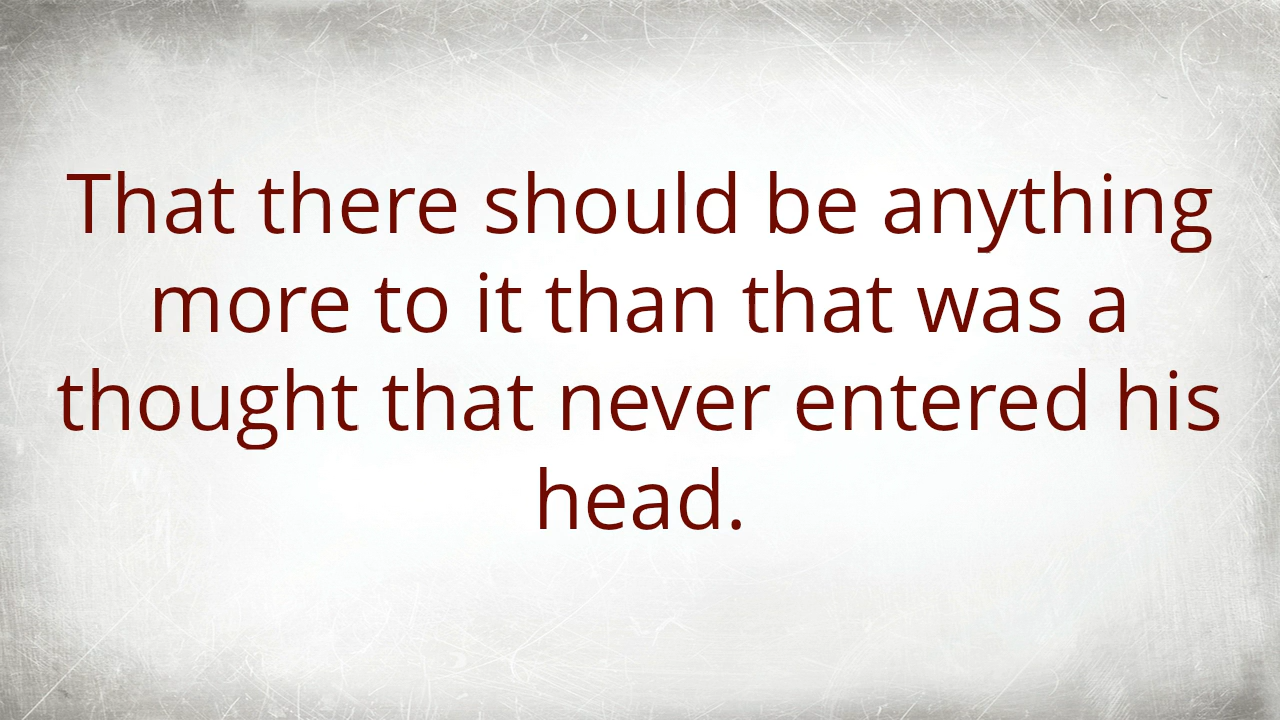 That there should be anything
more to it than that was a
thought that never entered his
head.